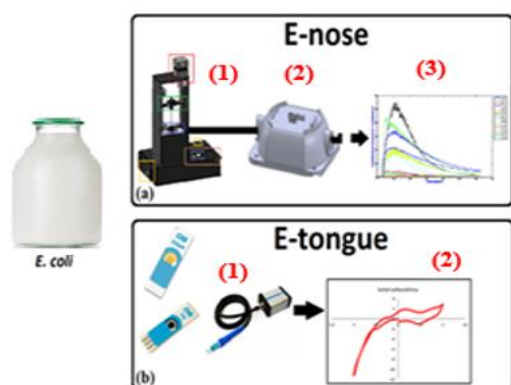 E-nose
(1)
(2)
(3)
(a)
E. coli
E-tongue
(1)
(2)
(b)